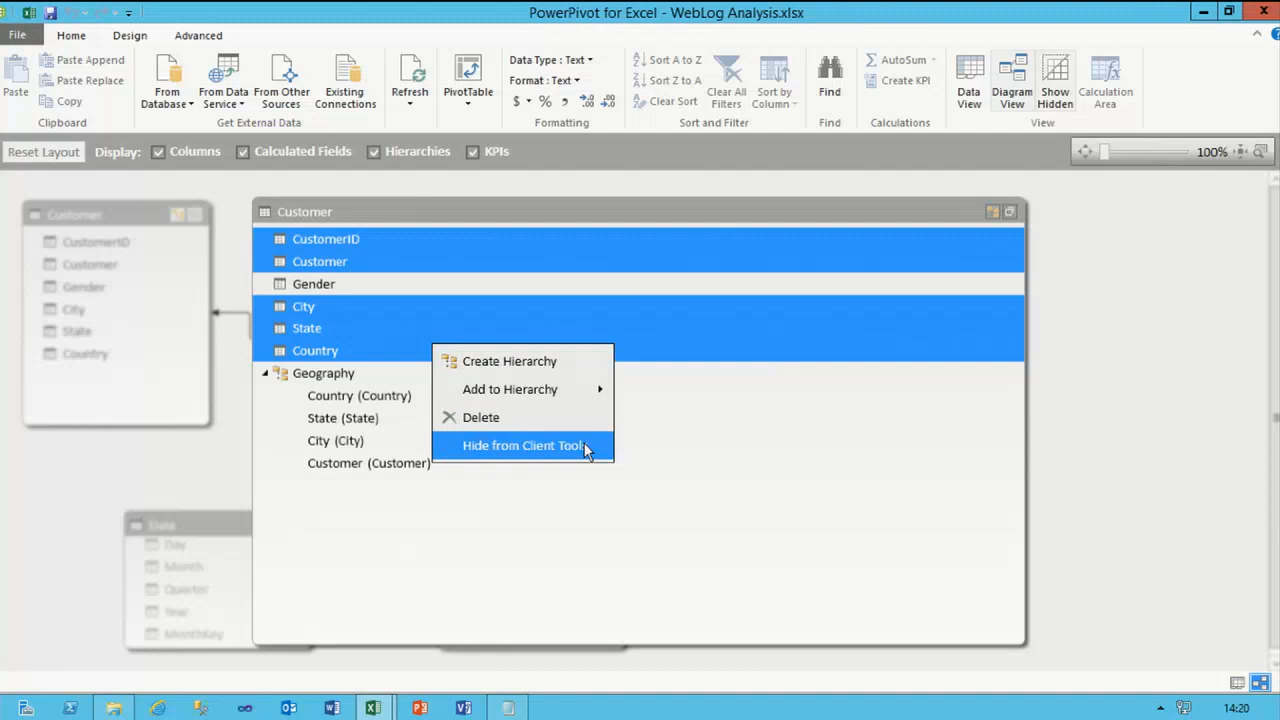 PowerPivot for Excel - WebLog Analysis.xlsx
File Home Design Advanced
Paste
Paste Append
Paste Replace
Copy
Clipboard
From Database
From Data Service
From Other Sources
Existing Connections
Get External Data
Refresh
PivotTable
Data Type : Text
Format : Text
$ % ,
Formatting
Sort A to Z
Sort Z to A
Clear Sort
Clear All Filters
Sort by Column
Sort and Filter
Find
Find
AutoSum
Create KPI
Calculations
Data View
Diagram View
Show Hidden
Calculation Area
View
Reset Layout Display: Columns Calculated Fields Hierarchies KPIs 100%
Customer
CustomerID
Customer
Gender
City
State
Country
Customer
CustomerID
Customer
Gender
City
State
Country
Geography
Country (Country)
State (State)
City (City)
Customer (Customer)
Create Hierarchy
Add to Hierarchy
Delete
Hide from Client Tools
Date
Day
Month
Quarter
Year
MonthKey
14:20